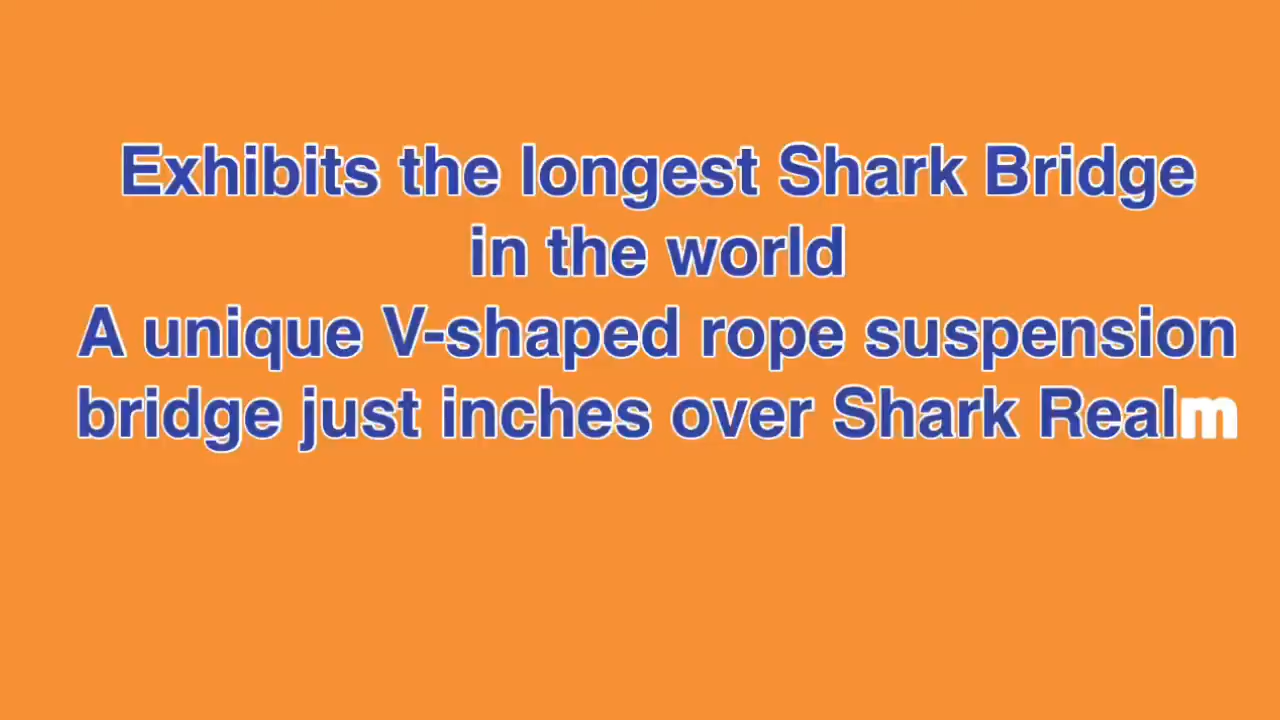 Exhibits the longest Shark Bridge
in the world
A unique V-shaped rope suspension
bridge just inches over Shark Realm